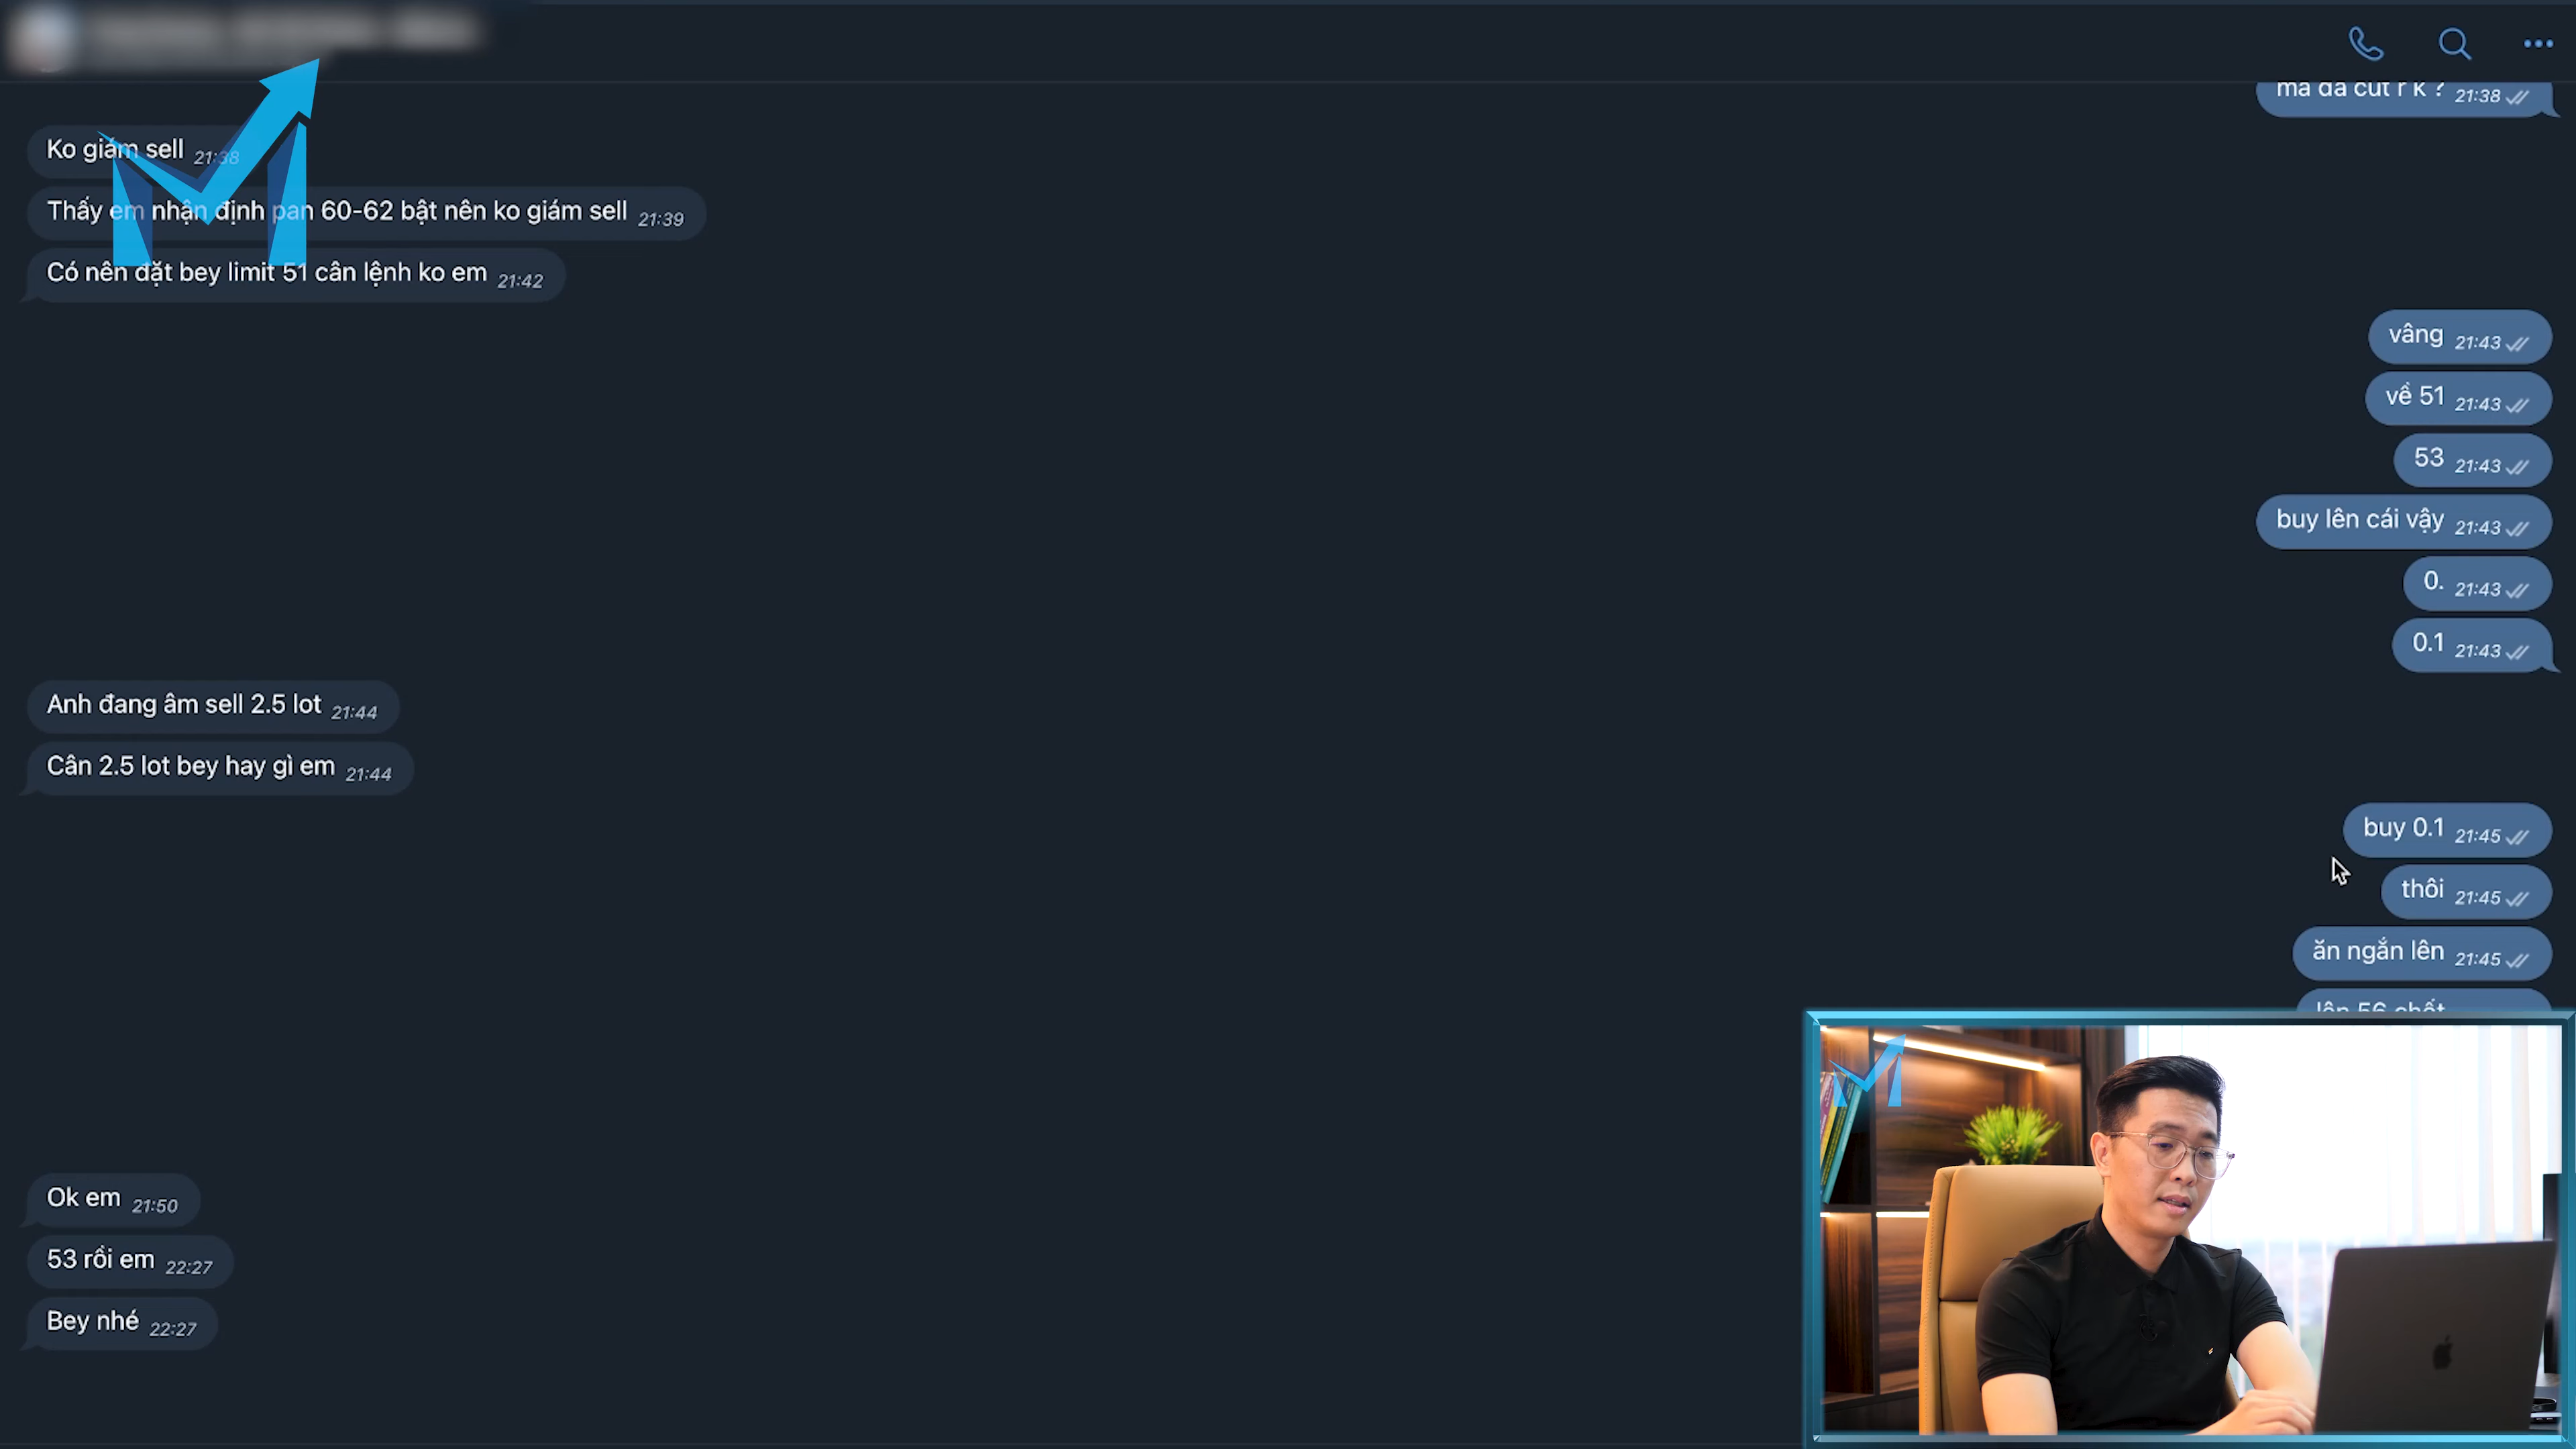 21:38
Ko giám sell 21:38
Thấy em nhận định pan 60-62 bật nên ko giám sell 21:39
Có nên đặt bey limit 51 cân lệnh ko em 21:42
vâng 21:43
về 51 21:43
53 21:43
buy lên cái vậy 21:43
0. 21:43
0.1 21:43
Anh đang âm sell 2.5 lot 21:44
Cân 2.5 lot bey hay gì em 21:44
buy 0.1 21:45
thôi 21:45
ăn ngắn lên 21:45
Ok em 21:50
53 rồi em 22:27
Bey nhé 22:27